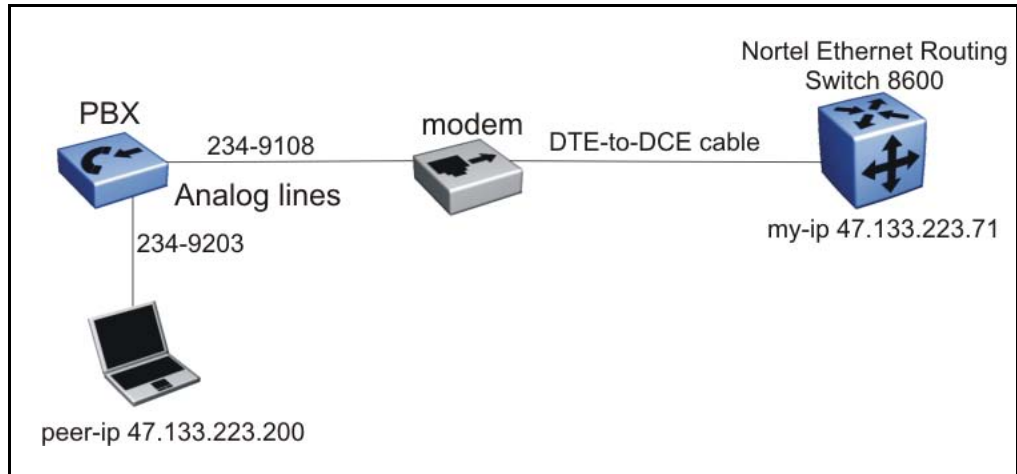 Nortel Ethernet Routing
Switch 8600
PBX
234-9108
modem
DTE-to-DCE cable
Analog lines
my-ip 47.133.223.71
234-9203
peer-ip 47.133.223.200